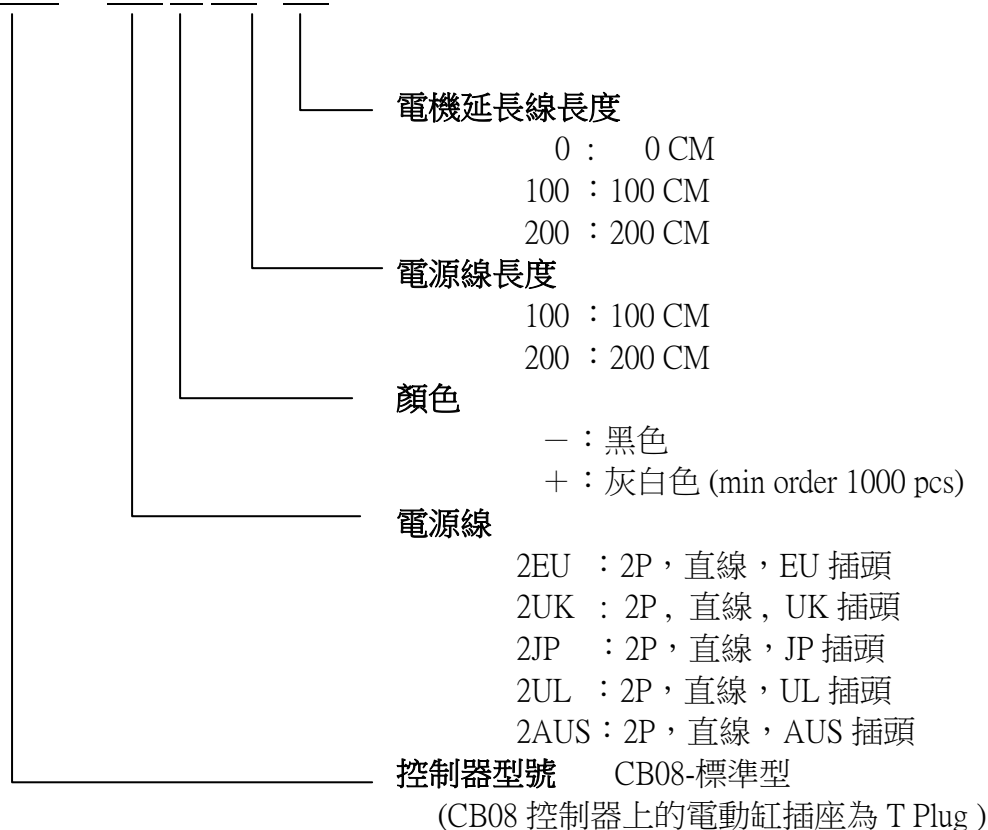 電機延長線長度
0 : 0 CM
100 :100 CM
200 :200 CM
電源線長度
100 :100 CM
200 :200 CM
顏色
－:黑色
＋:灰白色 (min order 1000 pcs)
電源線
2EU :2P，直線，EU 插頭
2UK : 2P , 直線 , UK 插頭
2JP :2P，直線，JP 插頭
2UL :2P，直線，UL 插頭
2AUS:2P，直線，AUS 插頭
控制器型號 CB08-標準型
(CB08 控制器上的電動缸插座為 T Plug )